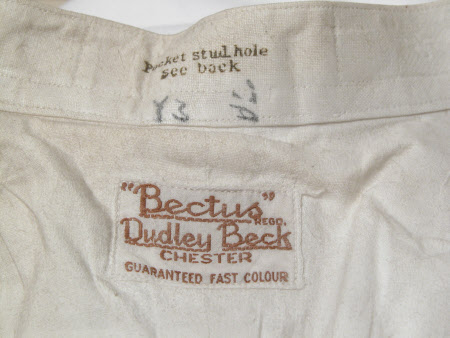 Pocket stud hole
see back
"Bectus"
REGD.
Dudley Beck
CHESTER
GUARANTEED FAST COLOUR